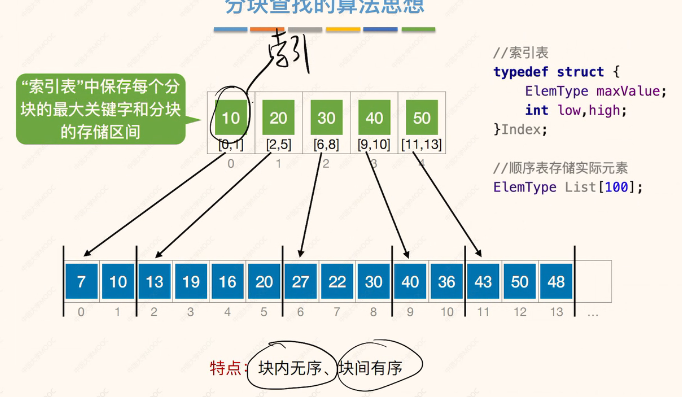 分块查找的算法思想
索引
“索引表”中保存每个分
块的最大关键字和分块
的存储区间
10 20 30 40 50
[0,1] [2,5] [6,8] [9,10] [11,13]
0 1 2 3 4
//索引表
typedef struct {
ElemType maxValue;
int low,high;
}Index;
//顺序表存储实际元素
ElemType List[100];
7 10 13 19 16 20 27 22 30 40 36 43 50 48
0 1 2 3 4 5 6 7 8 9 10 11 12 13 ...
特点：块内无序、块间有序